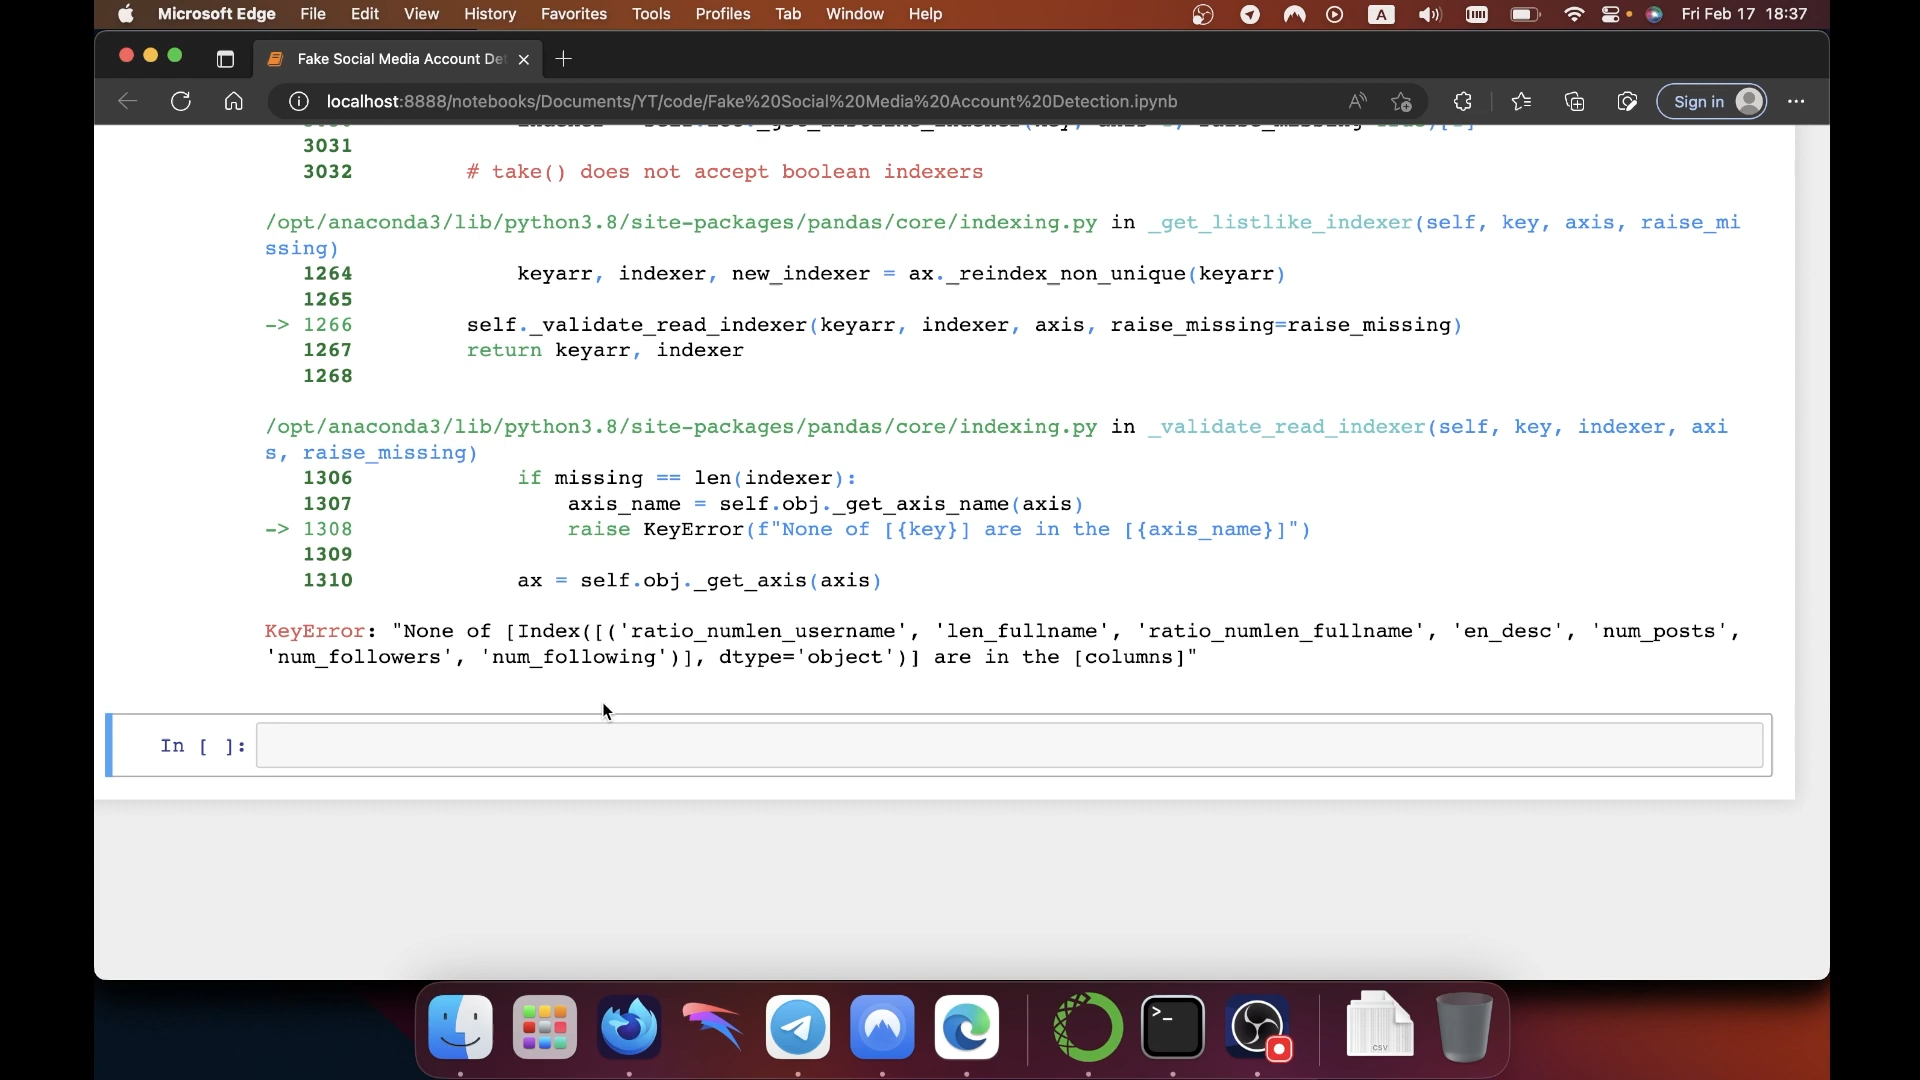 Microsoft Edge File Edit View History Favorites Tools Profiles Tab Window Help A Fri Feb 17 18:37
Fake Social Media Account De
localhost:8888/notebooks/Documents/YT/code/Fake%20Social%20Media%20Account%20Detection.ipynb Sign in
3031
3032 # take() does not accept boolean indexers
/opt/anaconda3/lib/python3.8/site-packages/pandas/core/indexing.py in _get_listlike_indexer(self, key, axis, raise_mi
ssing)
1264 keyarr, indexer, new_indexer = ax._reindex_non_unique(keyarr)
1265
-> 1266 self._validate_read_indexer(keyarr, indexer, axis, raise_missing=raise_missing)
1267 return keyarr, indexer
1268
/opt/anaconda3/lib/python3.8/site-packages/pandas/core/indexing.py in _validate_read_indexer(self, key, indexer, axi
s, raise_missing)
1306 if missing == len(indexer):
1307 axis_name = self.obj._get_axis_name(axis)
-> 1308 raise KeyError(f"None of [{key}] are in the [{axis_name}]")
1309
1310 ax = self.obj._get_axis(axis)
KeyError: "None of [Index([('ratio_numlen_username', 'len_fullname', 'ratio_numlen_fullname', 'en_desc', 'num_posts',
'num_followers', 'num_following')], dtype='object')] are in the [columns]"
In [ ]:
>_
CSV